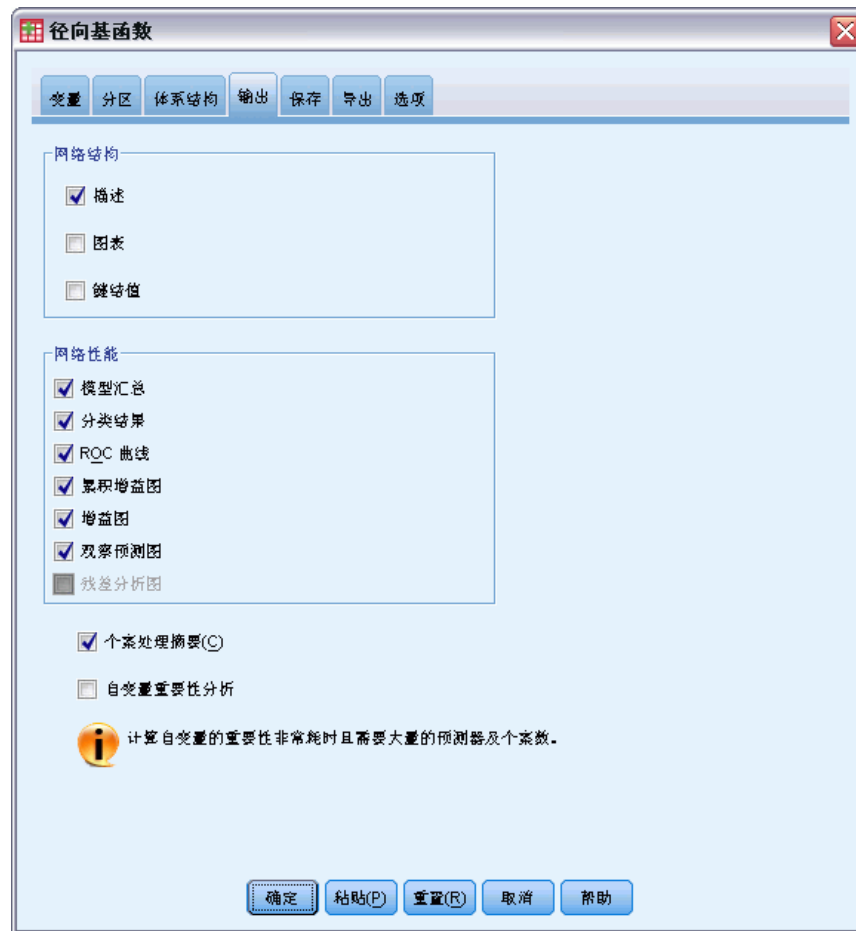 径向基函数
变量 分区 体系结构 输出 保存 导出 选项
网络结构
描述
图表
键结值
网络性能
模型汇总
分类结果
ROC 曲线
累积增益图
增益图
观察预测图
残差分析图
个案处理摘要(C)
自变量重要性分析
计算自变量的重要性非常耗时且需要大量的预测器及个案数。
确定 粘贴(P) 重置(R) 取消 帮助